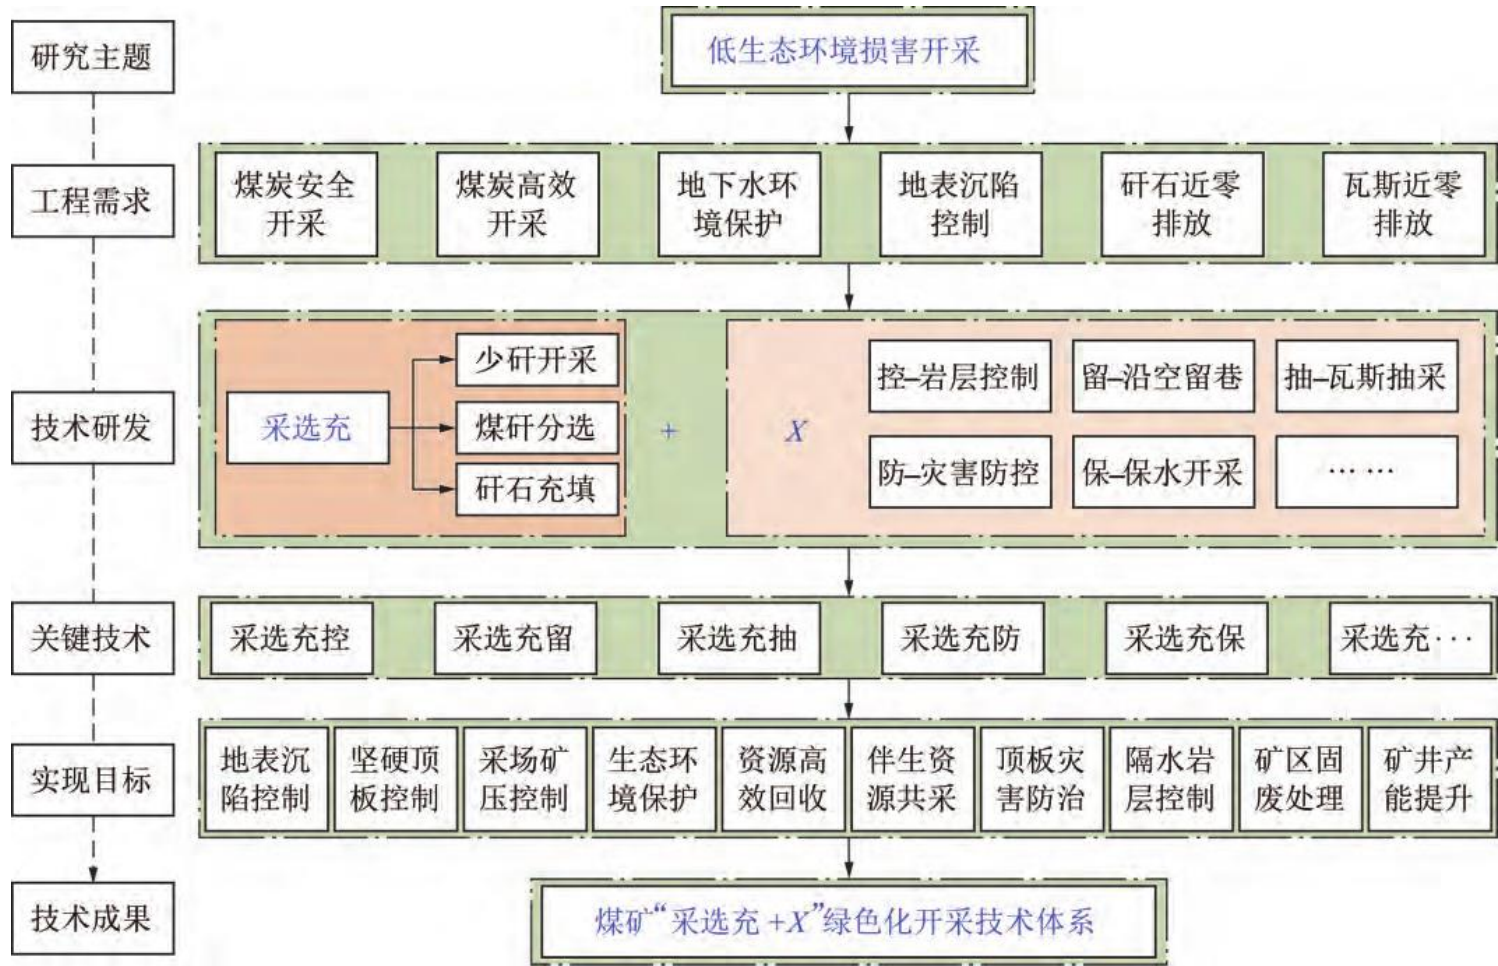 研究主题
低生态环境损害开采
工程需求
煤炭安全
开采
煤炭高效
开采
地下水环
境保护
地表沉陷
控制
矸石近零
排放
瓦斯近零
排放
技术研发
采选充
少矸开采
煤矸分选
矸石充填
+
X
控–岩层控制
留–沿空留巷
抽–瓦斯抽采
防–灾害防控
保–保水开采
……
关键技术
采选充控
采选充留
采选充抽
采选充防
采选充保
采选充···
实现目标
地表沉
陷控制
坚硬顶
板控制
采场矿
压控制
生态环
境保护
资源高
效回收
伴生资
源共采
顶板灾
害防治
隔水岩
层控制
矿区固
废处理
矿井产
能提升
技术成果
煤矿“采选充+X”绿色化开采技术体系